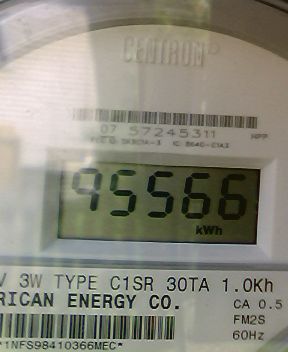 CENTRON
07 57245311
95566
kWh
V 3W TYPE C1SR 30TA 1.0Kh
RICAN ENERGY CO. CA 0.5
FM2S
*1NFS98410366MEC* 60Hz